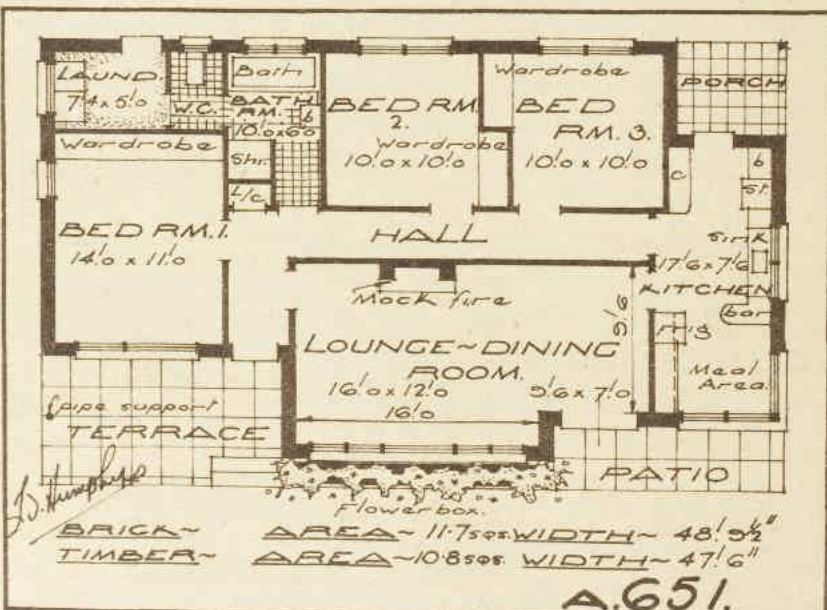 LAUND.
7'.4 x 5'.0
W.C.
Bath
BATH
RM.
10'.0 x 6'.0
b
Shr.
L/c
BED RM.
2.
Wardrobe
10'.0 x 10'.0
Wardrobe
BED
RM. 3.
10'.0 x 10'.0
PORCH
Wardrobe
BED RM. 1.
14'.0 x 11'.0
HALL
c
b
St.
sink
17'.6 x 7'.6
KITCHEN
bar
frig
Meal
Area.
Mock fire
9'.6
LOUNGE~DINING
ROOM.
16'.0 x 12'.0
9'.6 x 7'.0
16'.0
pipe support
TERRACE
PATIO
Flower box.
J.D. Humphrys
BRICK~ AREA~ 11.7 sqs. WIDTH~ 48'.9½"
TIMBER~ AREA~ 10.8 sqs. WIDTH~ 47'.6"
A.651.